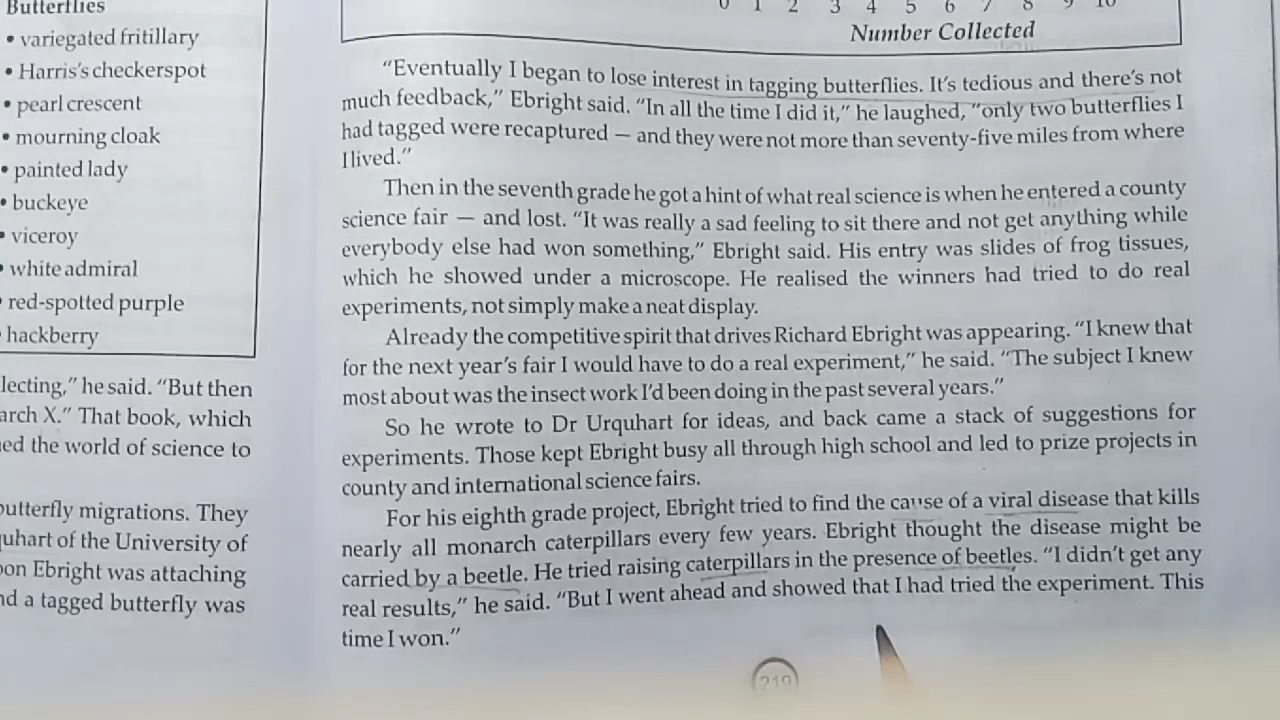 Butterflies
• variegated fritillary
• Harris's checkerspot
• pearl crescent
• mourning cloak
• painted lady
• buckeye
• viceroy
• white admiral
• red-spotted purple
hackberry
lecting," he said. "But then
arch X." That book, which
ed the world of science to
butterfly migrations. They
uhart of the University of
on Ebright was attaching
d a tagged butterfly was
0 1 2 3 4 5 6 7 8 9 10
Number Collected
"Eventually I began to lose interest in tagging butterflies. It's tedious and there's not
much feedback," Ebright said. "In all the time I did it," he laughed, "only two butterflies I
had tagged were recaptured — and they were not more than seventy-five miles from where
I lived."
Then in the seventh grade he got a hint of what real science is when he entered a county
science fair — and lost. "It was really a sad feeling to sit there and not get anything while
everybody else had won something," Ebright said. His entry was slides of frog tissues,
which he showed under a microscope. He realised the winners had tried to do real
experiments, not simply make a neat display.
Already the competitive spirit that drives Richard Ebright was appearing. "I knew that
for the next year's fair I would have to do a real experiment," he said. "The subject I knew
most about was the insect work I'd been doing in the past several years."
So he wrote to Dr Urquhart for ideas, and back came a stack of suggestions for
experiments. Those kept Ebright busy all through high school and led to prize projects in
county and international science fairs.
For his eighth grade project, Ebright tried to find the cause of a viral disease that kills
nearly all monarch caterpillars every few years. Ebright thought the disease might be
carried by a beetle. He tried raising caterpillars in the presence of beetles. "I didn't get any
real results," he said. "But I went ahead and showed that I had tried the experiment. This
time I won."
219